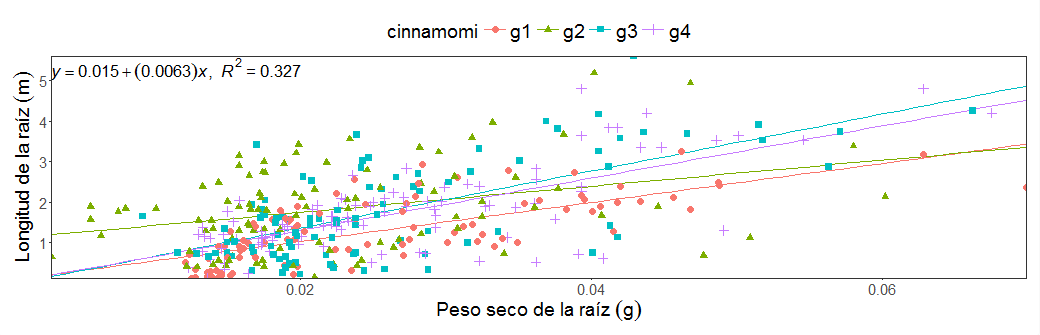 cinnamomi g1 g2 g3 g4
y = 0.015 + (0.0063)x, R² = 0.327
Longitud de la raíz (m)
5
4
3
2
1
0.02 0.04 0.06
Peso seco de la raíz (g)